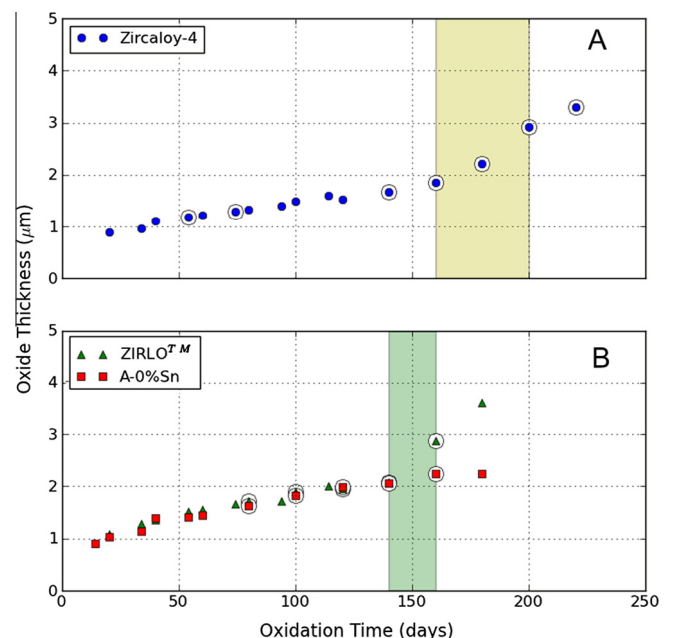 Oxide Thickness (μm)
5
4
3
2
1
0
Zircaloy-4
A
5
4
3
2
1
0
ZIRLO™
A-0%Sn
B
0 50 100 150 200 250
Oxidation Time (days)